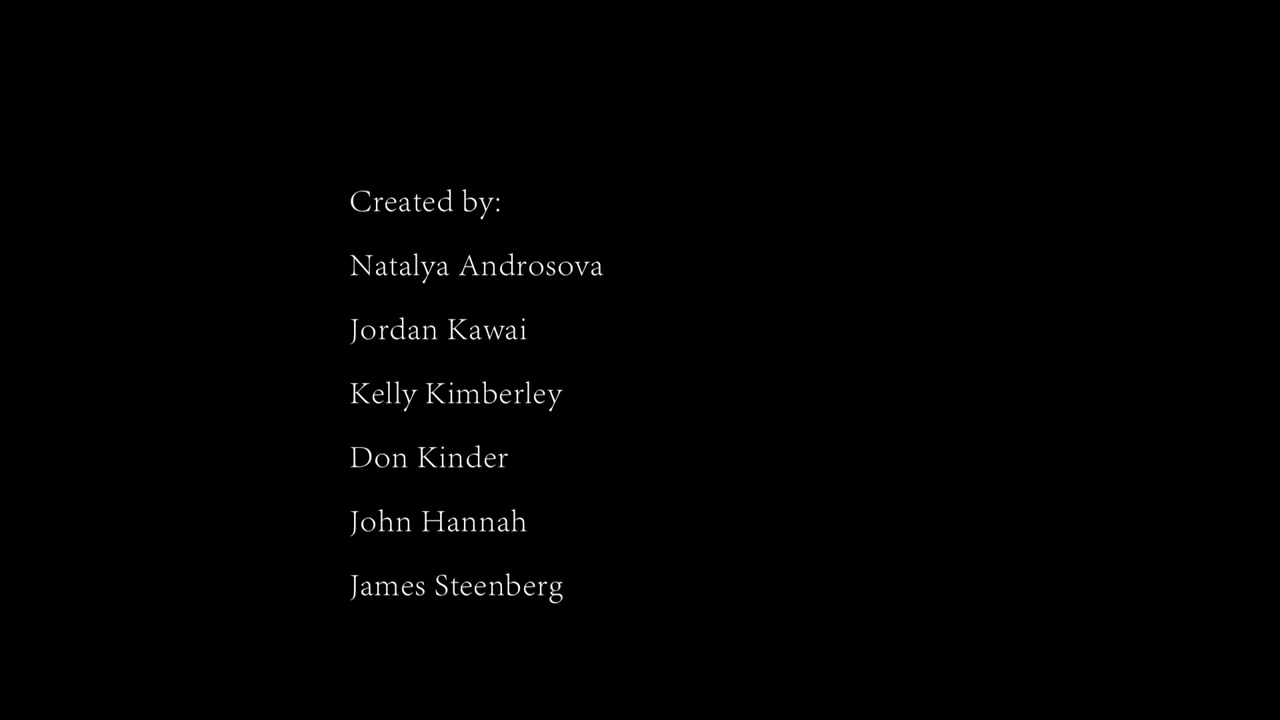 Created by:
Natalya Androsova
Jordan Kawai
Kelly Kimberley
Don Kinder
John Hannah
James Steenberg